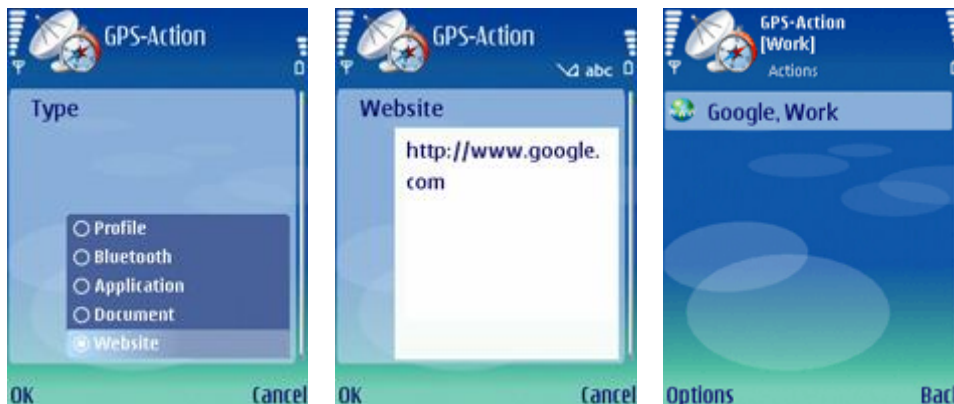 GPS-Action
Type
Profile
Bluetooth
Application
Document
Website
OK Cancel
GPS-Action
abc
Website
http://www.google.
com
OK Cancel
GPS-Action
[Work]
Actions
Google, Work
Options Back